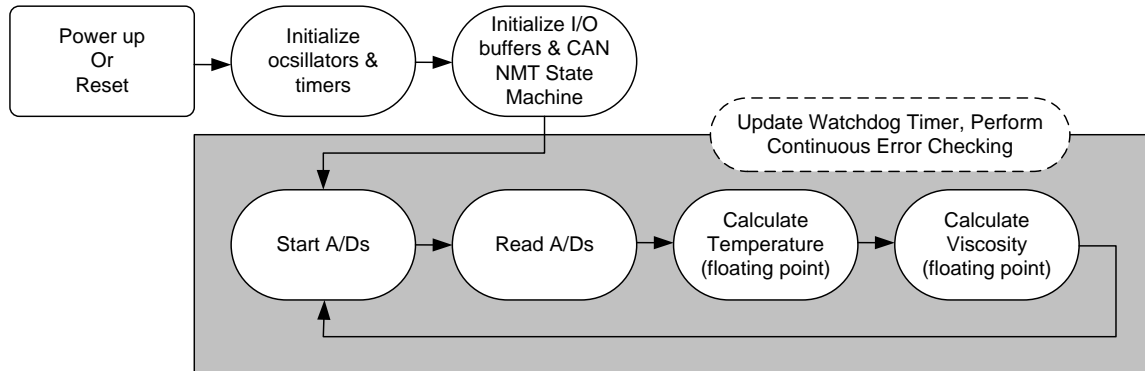 Power up
Or
Reset
Initialize
ocsillators &
timers
Initialize I/O
buffers & CAN
NMT State
Machine
Update Watchdog Timer, Perform
Continuous Error Checking
Start A/Ds
Read A/Ds
Calculate
Temperature
(floating point)
Calculate
Viscosity
(floating point)